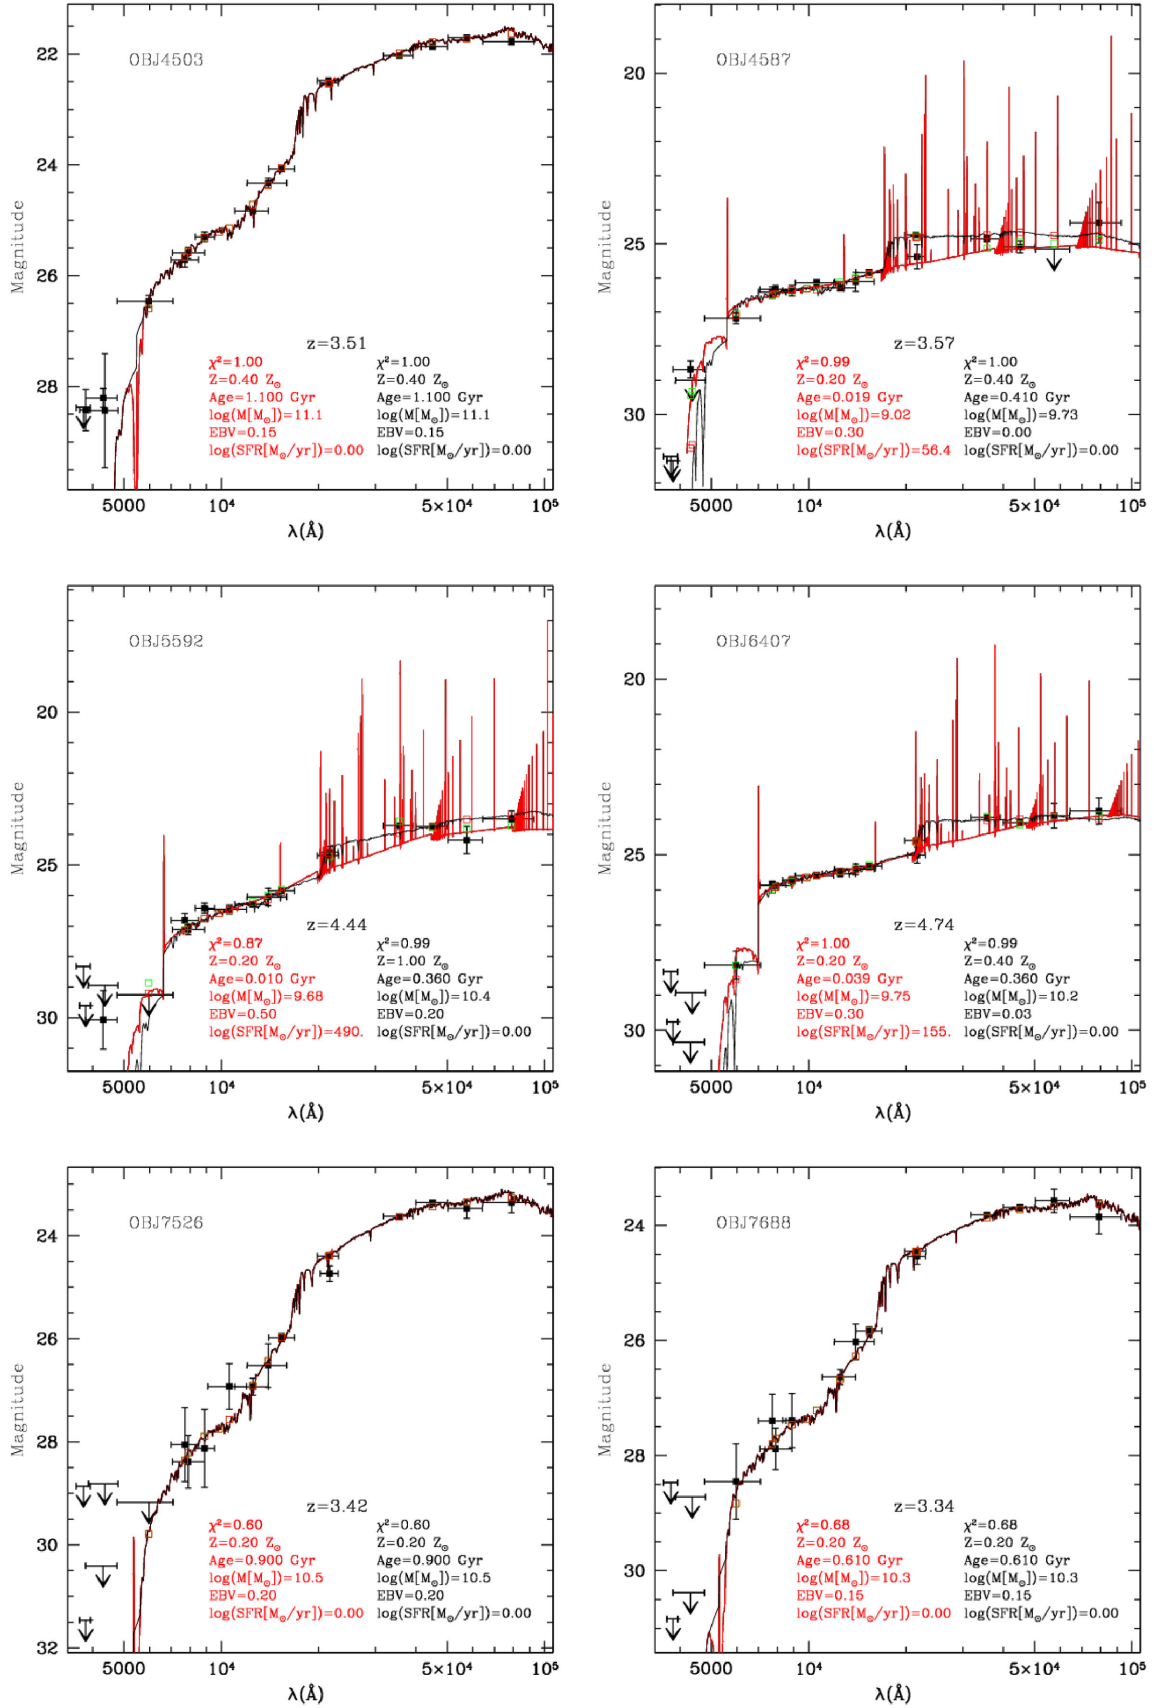 OBJ4503
22
24
26
28
Magnitude
z=3.51
χ²=1.00
Z=0.40 Z⊙
Age=1.100 Gyr
log(M[M⊙])=11.1
EBV=0.15
log(SFR[M⊙/yr])=0.00
χ²=1.00
Z=0.40 Z⊙
Age=1.100 Gyr
log(M[M⊙])=11.1
EBV=0.15
log(SFR[M⊙/yr])=0.00
5000 10⁴ 5×10⁴ 10⁵
λ(Å)
OBJ4587
20
25
30
Magnitude
z=3.57
χ²=0.99
Z=0.20 Z⊙
Age=0.019 Gyr
log(M[M⊙])=9.02
EBV=0.30
log(SFR[M⊙/yr])=56.4
χ²=1.00
Z=0.40 Z⊙
Age=0.410 Gyr
log(M[M⊙])=9.73
EBV=0.00
log(SFR[M⊙/yr])=0.00
5000 10⁴ 5×10⁴ 10⁵
λ(Å)
OBJ5592
20
25
30
Magnitude
z=4.44
χ²=0.87
Z=0.20 Z⊙
Age=0.010 Gyr
log(M[M⊙])=9.68
EBV=0.50
log(SFR[M⊙/yr])=490.
χ²=0.99
Z=1.00 Z⊙
Age=0.360 Gyr
log(M[M⊙])=10.4
EBV=0.20
log(SFR[M⊙/yr])=0.00
5000 10⁴ 5×10⁴ 10⁵
λ(Å)
OBJ6407
20
25
30
Magnitude
z=4.74
χ²=1.00
Z=0.20 Z⊙
Age=0.039 Gyr
log(M[M⊙])=9.75
EBV=0.30
log(SFR[M⊙/yr])=155.
χ²=0.99
Z=0.40 Z⊙
Age=0.360 Gyr
log(M[M⊙])=10.2
EBV=0.03
log(SFR[M⊙/yr])=0.00
5000 10⁴ 5×10⁴ 10⁵
λ(Å)
OBJ7526
24
26
28
30
32
Magnitude
z=3.42
χ²=0.60
Z=0.20 Z⊙
Age=0.900 Gyr
log(M[M⊙])=10.5
EBV=0.20
log(SFR[M⊙/yr])=0.00
χ²=0.60
Z=0.20 Z⊙
Age=0.900 Gyr
log(M[M⊙])=10.5
EBV=0.20
log(SFR[M⊙/yr])=0.00
5000 10⁴ 5×10⁴ 10⁵
λ(Å)
OBJ7688
24
26
28
30
Magnitude
z=3.34
χ²=0.68
Z=0.20 Z⊙
Age=0.610 Gyr
log(M[M⊙])=10.3
EBV=0.15
log(SFR[M⊙/yr])=0.00
χ²=0.68
Z=0.20 Z⊙
Age=0.610 Gyr
log(M[M⊙])=10.3
EBV=0.15
log(SFR[M⊙/yr])=0.00
5000 10⁴ 5×10⁴ 10⁵
λ(Å)